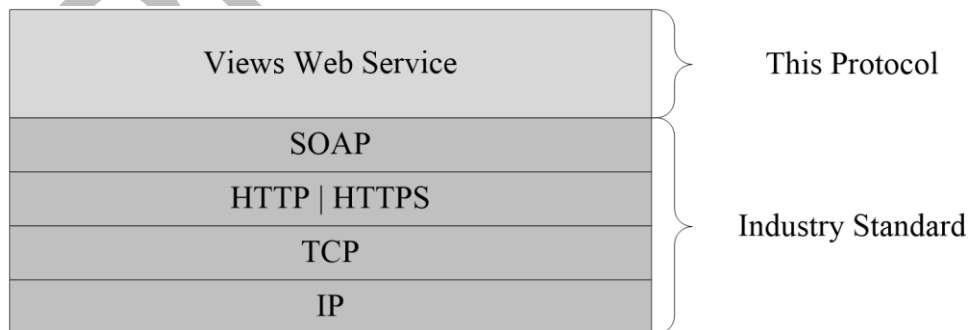 Views Web Service
This Protocol
SOAP
HTTP | HTTPS
TCP
IP
Industry Standard